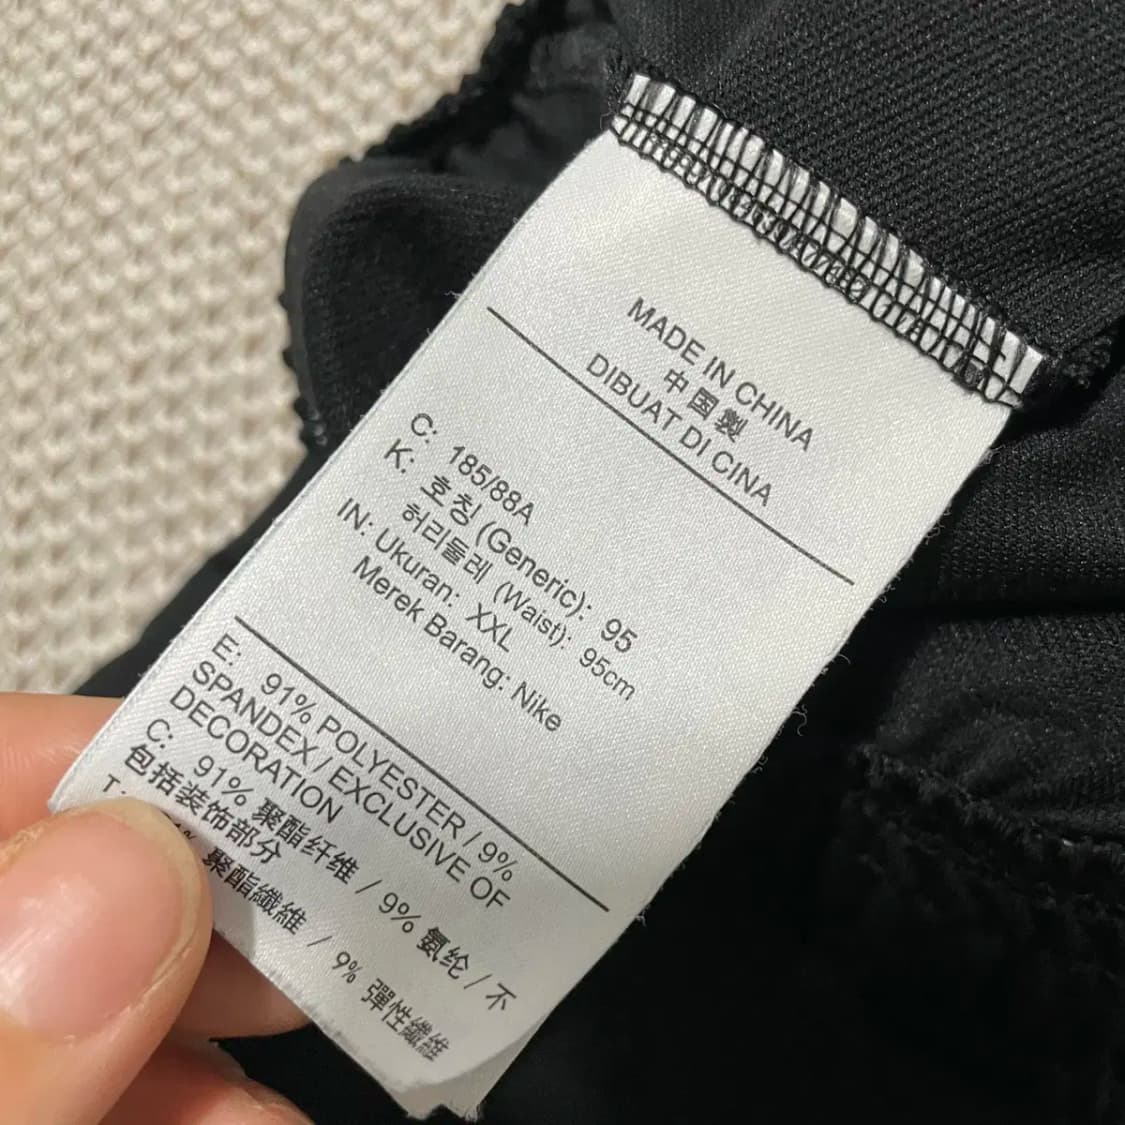 MADE IN CHINA
中国製
DIBUAT DI CINA
C: 185/88A
K: 호칭 (Generic): 95
허리둘레 (Waist): 95cm
IN: Ukuran: XXL
Merek Barang: Nike
E: 91% POLYESTER / 9%
SPANDEX / EXCLUSIVE OF
DECORATION
C: 91% 聚酯纤维 / 9% 氨纶 / 不
包括装饰部分
T: 聚酯纖維 / 9% 彈性纖維